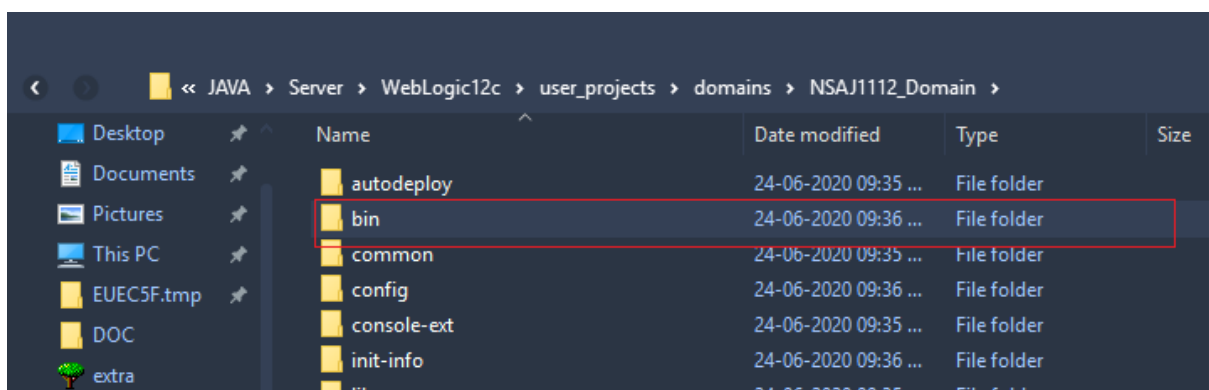 « JAVA > Server > WebLogic12c > user_projects > domains > NSAJ1112_Domain >
Name Date modified Type Size
Desktop
Documents
Pictures
This PC
EUEC5F.tmp
DOC
extra
autodeploy 24-06-2020 09:35 ... File folder
bin 24-06-2020 09:36 ... File folder
common 24-06-2020 09:35 ... File folder
config 24-06-2020 09:36 ... File folder
console-ext 24-06-2020 09:35 ... File folder
init-info 24-06-2020 09:36 ... File folder